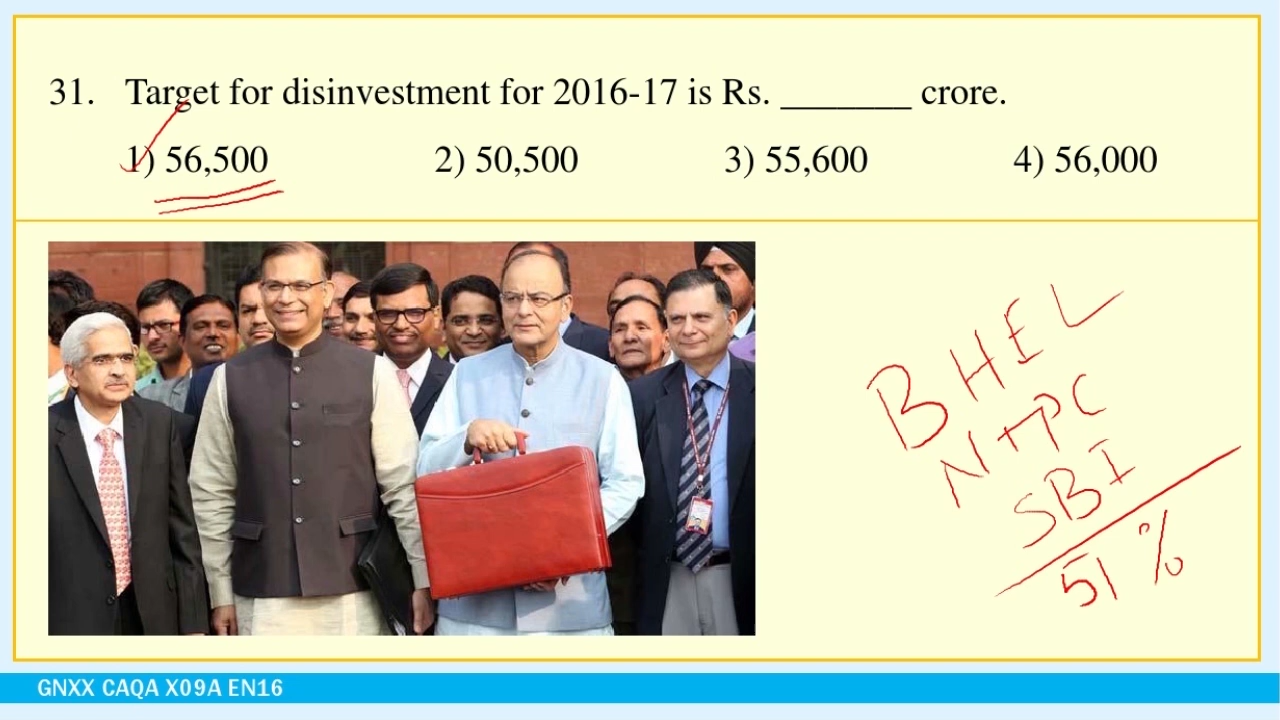 31. Target for disinvestment for 2016-17 is Rs. _______ crore.
1) 56,500 2) 50,500 3) 55,600 4) 56,000
BHEL
NTPC
SBI
51 %
GNXX CAQA X09A EN16